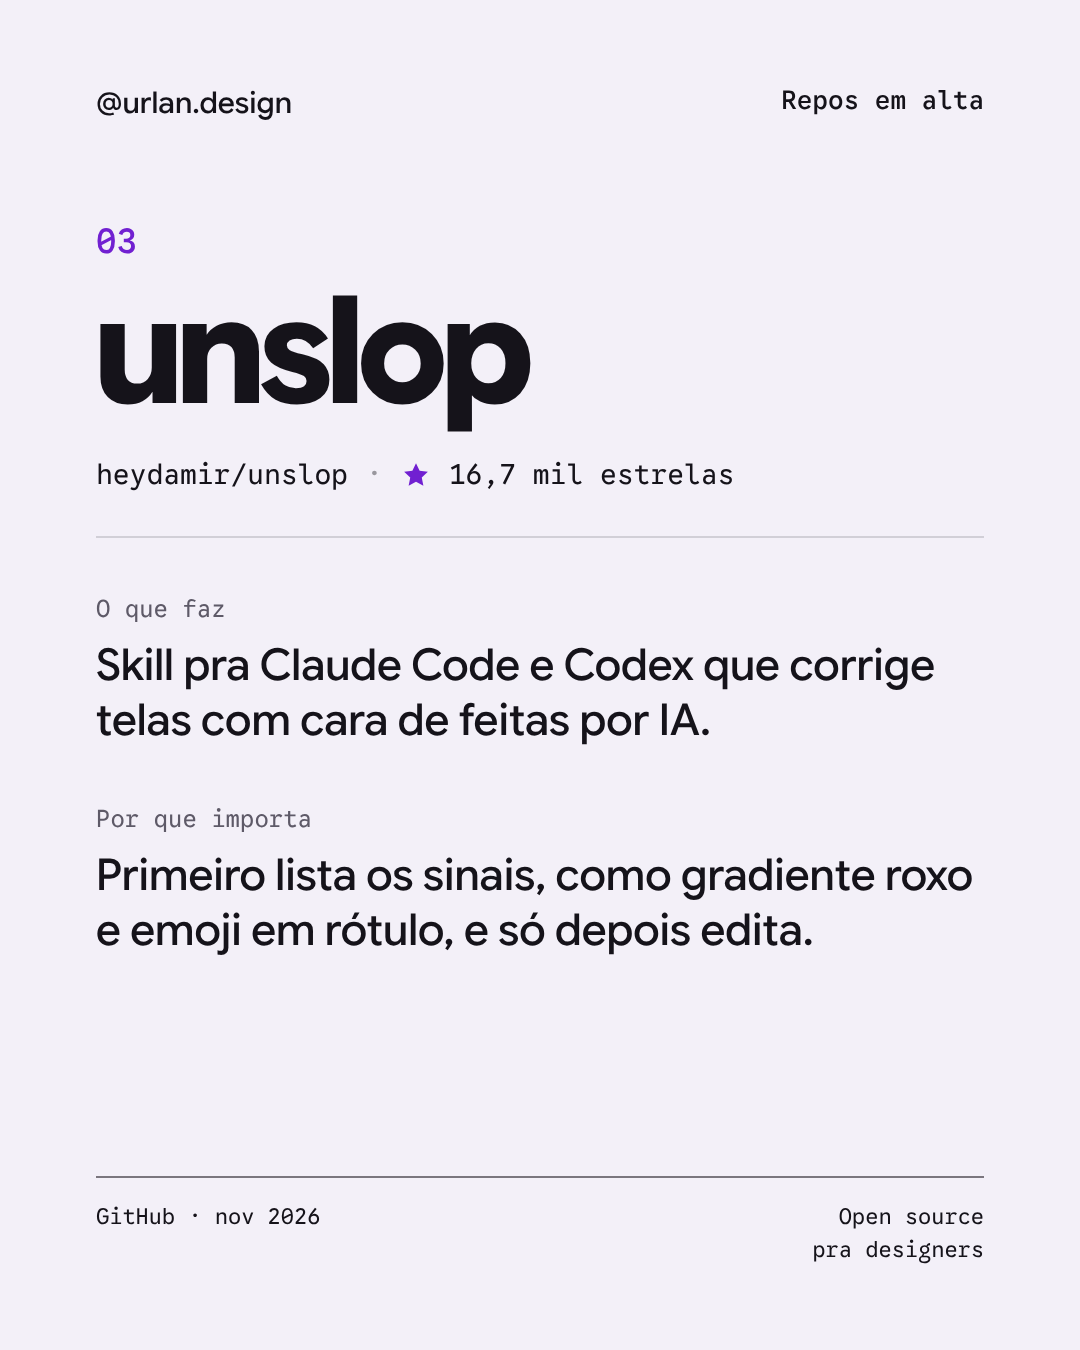 @urlan.design
Repos em alta
03
unslop
heydamir/unslop · ★ 16,7 mil estrelas
O que faz
Skill pra Claude Code e Codex que corrige
telas com cara de feitas por IA.
Por que importa
Primeiro lista os sinais, como gradiente roxo
e emoji em rótulo, e só depois edita.
GitHub · nov 2026
Open source
pra designers